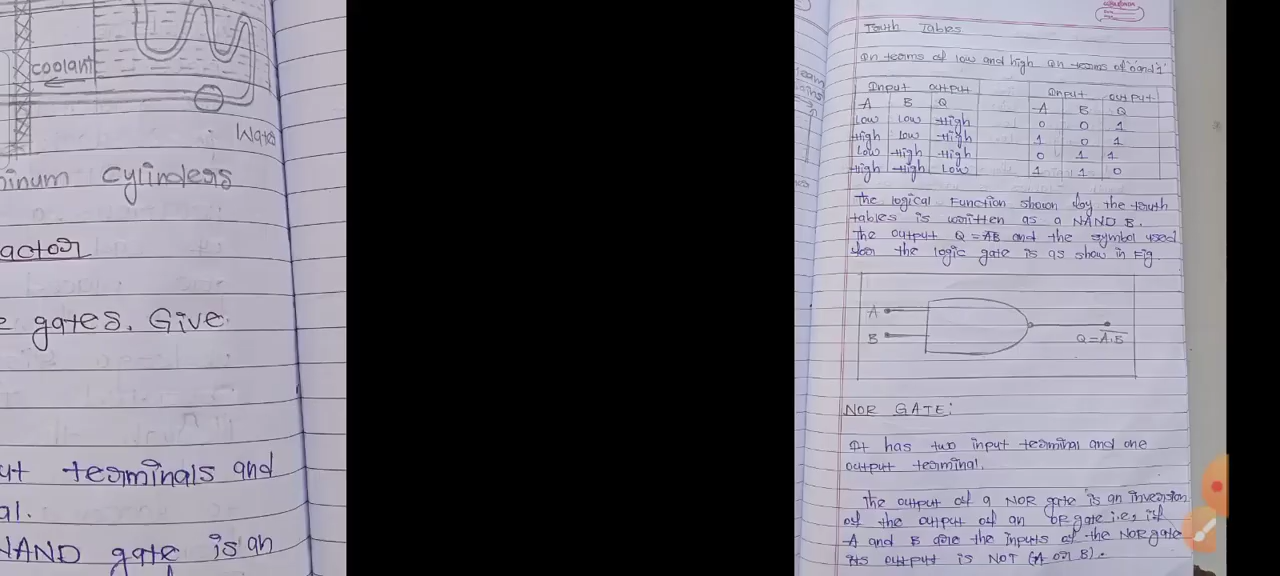 coolant
Water
inum cylinders
actor
e gates. Give
ut terminals and
al.
NAND gate is an
Truth Tables
In terms of low and high In terms of '0' and '1'
Input output Input output
A B Q A B Q
Low Low High 0 0 1
High Low High 1 0 1
Low High High 0 1 1
High High Low 1 1 0
The logical Function shown by the truth
tables is written as a NAND B.
The output Q = A̅B̅ and the symbol used
for the logic gate is as show in Fig.
A
B
Q = A̅.̅B̅
NOR GATE:
It has two input terminal and one
output terminal.
The output of a NOR gate is an inversion
of the output of an OR gate i.e, if
A and B are the inputs of the NOR gate
its output is NOT (A or B).